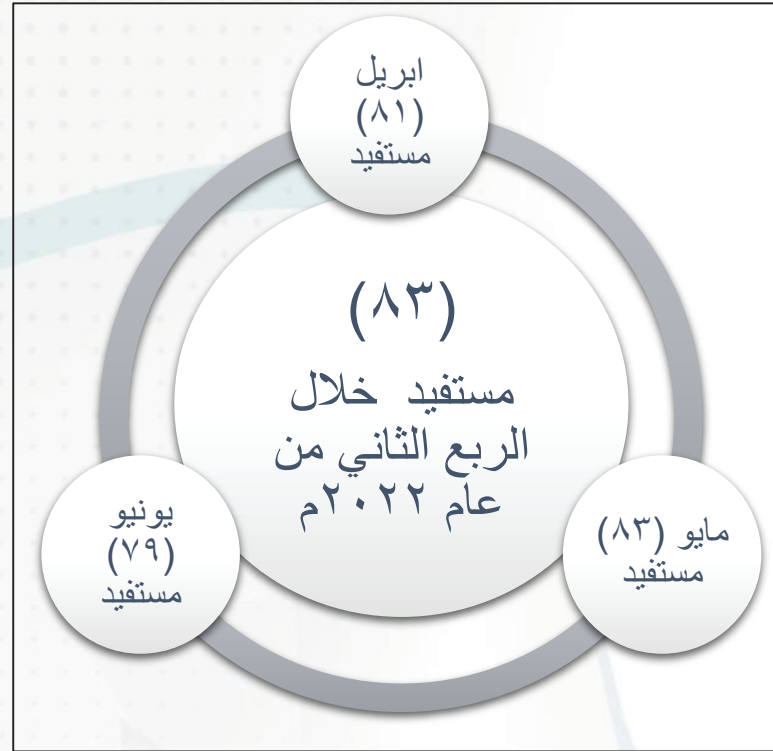 ابريل
(٨١)
مستفيد
(٨٣)
مستفيد خلال
الربع الثاني من
عام ٢٠٢٢م
مايو (٨٣)
مستفيد
يونيو
(٧٩)
مستفيد